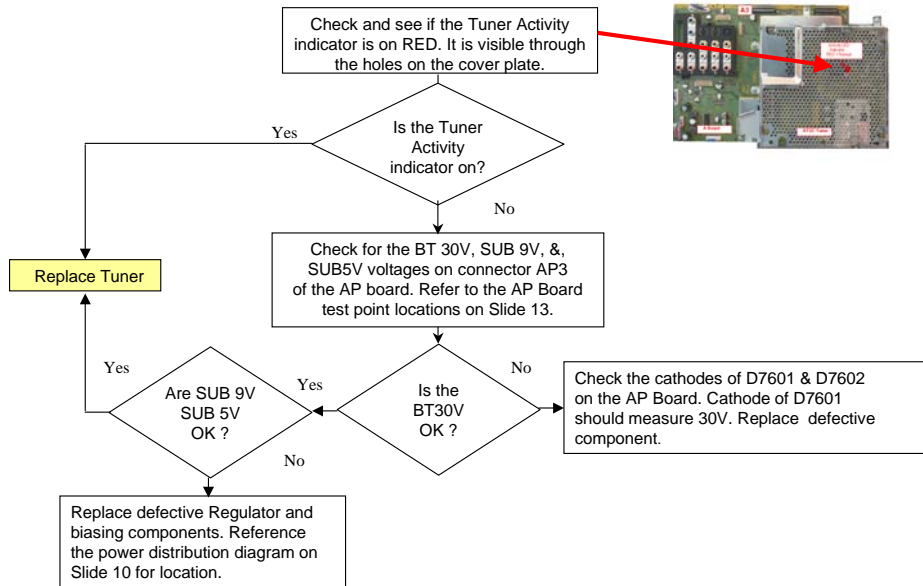 Check and see if the Tuner Activity
indicator is on RED. It is visible through
the holes on the cover plate.
A3
A Board
Yes
Is the Tuner
Activity
indicator on?
No
Check for the BT 30V, SUB 9V, &,
SUB5V voltages on connector AP3
of the AP board. Refer to the AP Board
test point locations on Slide 13.
Replace Tuner
Yes
Are SUB 9V
SUB 5V
OK ?
Yes
Is the
BT30V
OK ?
No
Check the cathodes of D7601 & D7602
on the AP Board. Cathode of D7601
should measure 30V. Replace defective
component.
No
Replace defective Regulator and
biasing components. Reference
the power distribution diagram on
Slide 10 for location.